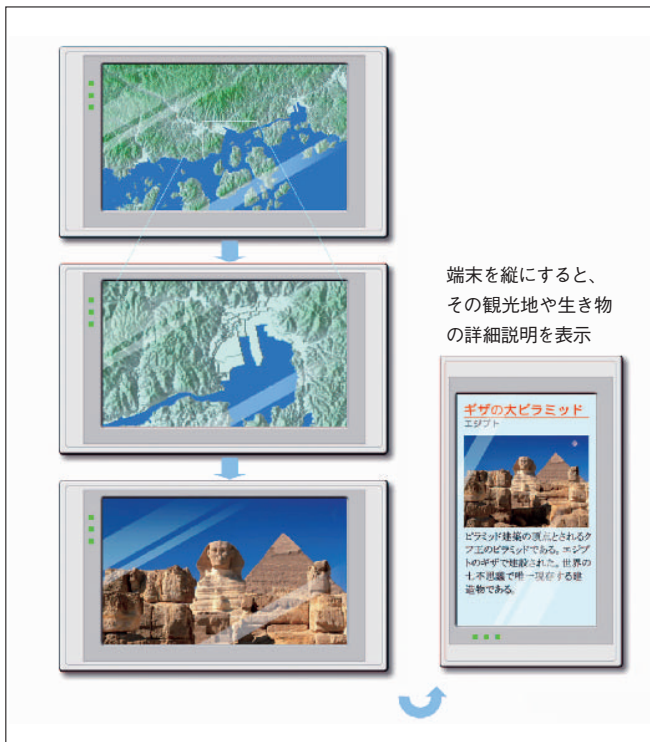 端末を縦にすると、
その観光地や生き物
の詳細説明を表示
ギザの大ピラミッド
エジプト
ピラミッド建築の頂点とされるク
フ王のピラミッドである。エジプ
トのギザで建設された。世界の
七不思議で唯一現存する建
造物である。